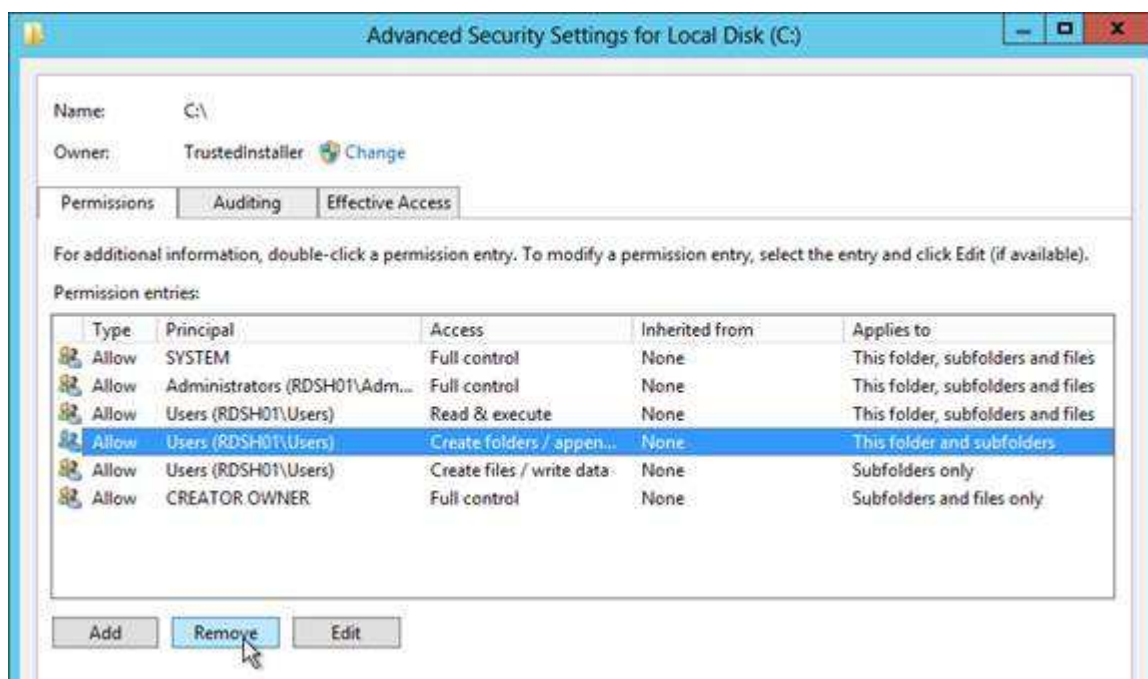 Advanced Security Settings for Local Disk (C:)
Name: C:\
Owner: TrustedInstaller Change
Permissions Auditing Effective Access
For additional information, double-click a permission entry. To modify a permission entry, select the entry and click Edit (if available).
Permission entries:
Type Principal Access Inherited from Applies to
Allow SYSTEM Full control None This folder, subfolders and files
Allow Administrators (RDSH01\Adm... Full control None This folder, subfolders and files
Allow Users (RDSH01\Users) Read & execute None This folder, subfolders and files
Allow Users (RDSH01\Users) Create folders / appen... None This folder and subfolders
Allow Users (RDSH01\Users) Create files / write data None Subfolders only
Allow CREATOR OWNER Full control None Subfolders and files only
Add Remove Edit